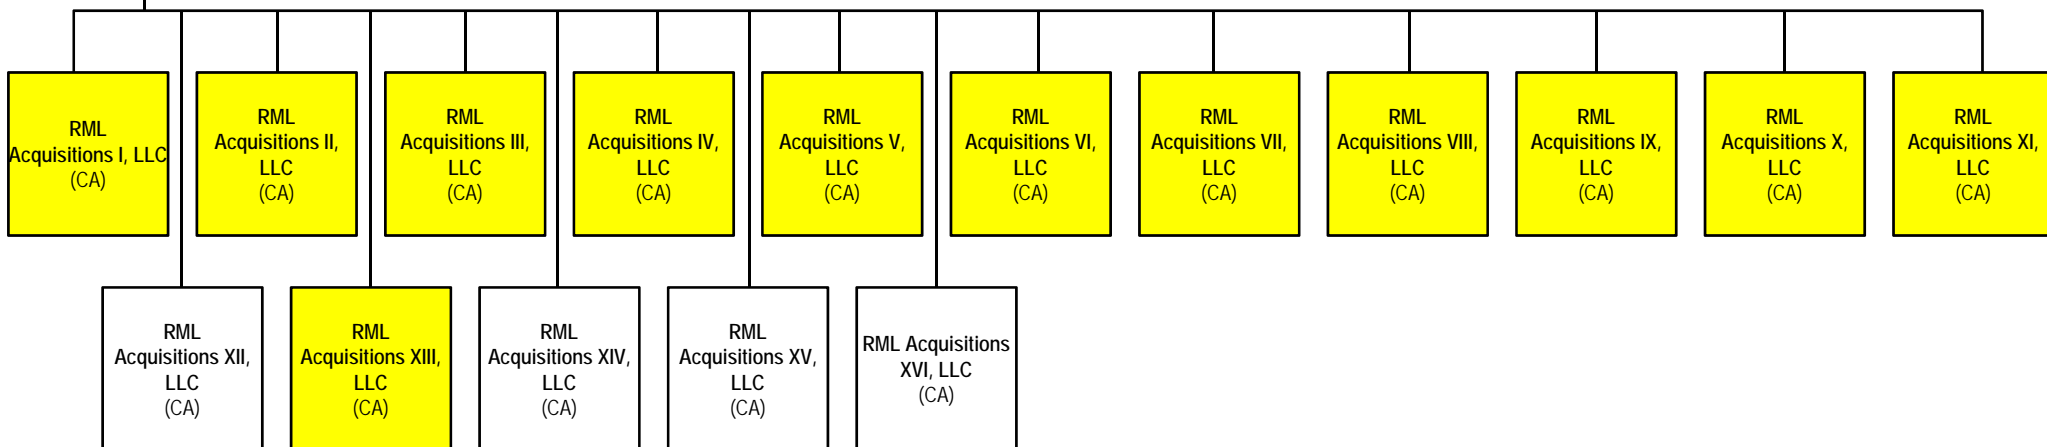 RML
Acquisitions I, LLC
(CA)
RML
Acquisitions II,
LLC
(CA)
RML
Acquisitions III,
LLC
(CA)
RML
Acquisitions IV,
LLC
(CA)
RML
Acquisitions V,
LLC
(CA)
RML
Acquisitions VI,
LLC
(CA)
RML
Acquisitions VII,
LLC
(CA)
RML
Acquisitions VIII,
LLC
(CA)
RML
Acquisitions IX,
LLC
(CA)
RML
Acquisitions X,
LLC
(CA)
RML
Acquisitions XI,
LLC
(CA)
RML
Acquisitions XII,
LLC
(CA)
RML
Acquisitions XIII,
LLC
(CA)
RML
Acquisitions XIV,
LLC
(CA)
RML
Acquisitions XV,
LLC
(CA)
RML Acquisitions
XVI, LLC
(CA)